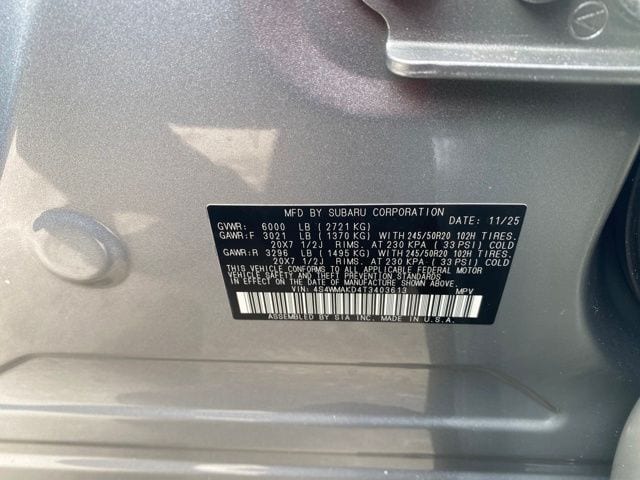 MFD BY SUBARU CORPORATION DATE: 11/25
GVWR: 6000 LB ( 2721 KG)
GAWR:F 3021 LB ( 1370 KG) WITH 245/50R20 102H TIRES.
20X7 1/2J RIMS. AT 230 KPA ( 33 PSI) COLD
GAWR:R 3296 LB ( 1495 KG) WITH 245/50R20 102H TIRES.
20X7 1/2J RIMS. AT 230 KPA ( 33 PSI) COLD
THIS VEHICLE CONFORMS TO ALL APPLICABLE FEDERAL MOTOR
VEHICLE SAFETY AND THEFT PREVENTION STANDARDS
IN EFFECT ON THE DATE OF MANUFACTURE SHOWN ABOVE.
VIN: 4S4WMAKD4T3403613 MPV
ASSEMBLED BY SIA INC. MADE IN U.S.A.